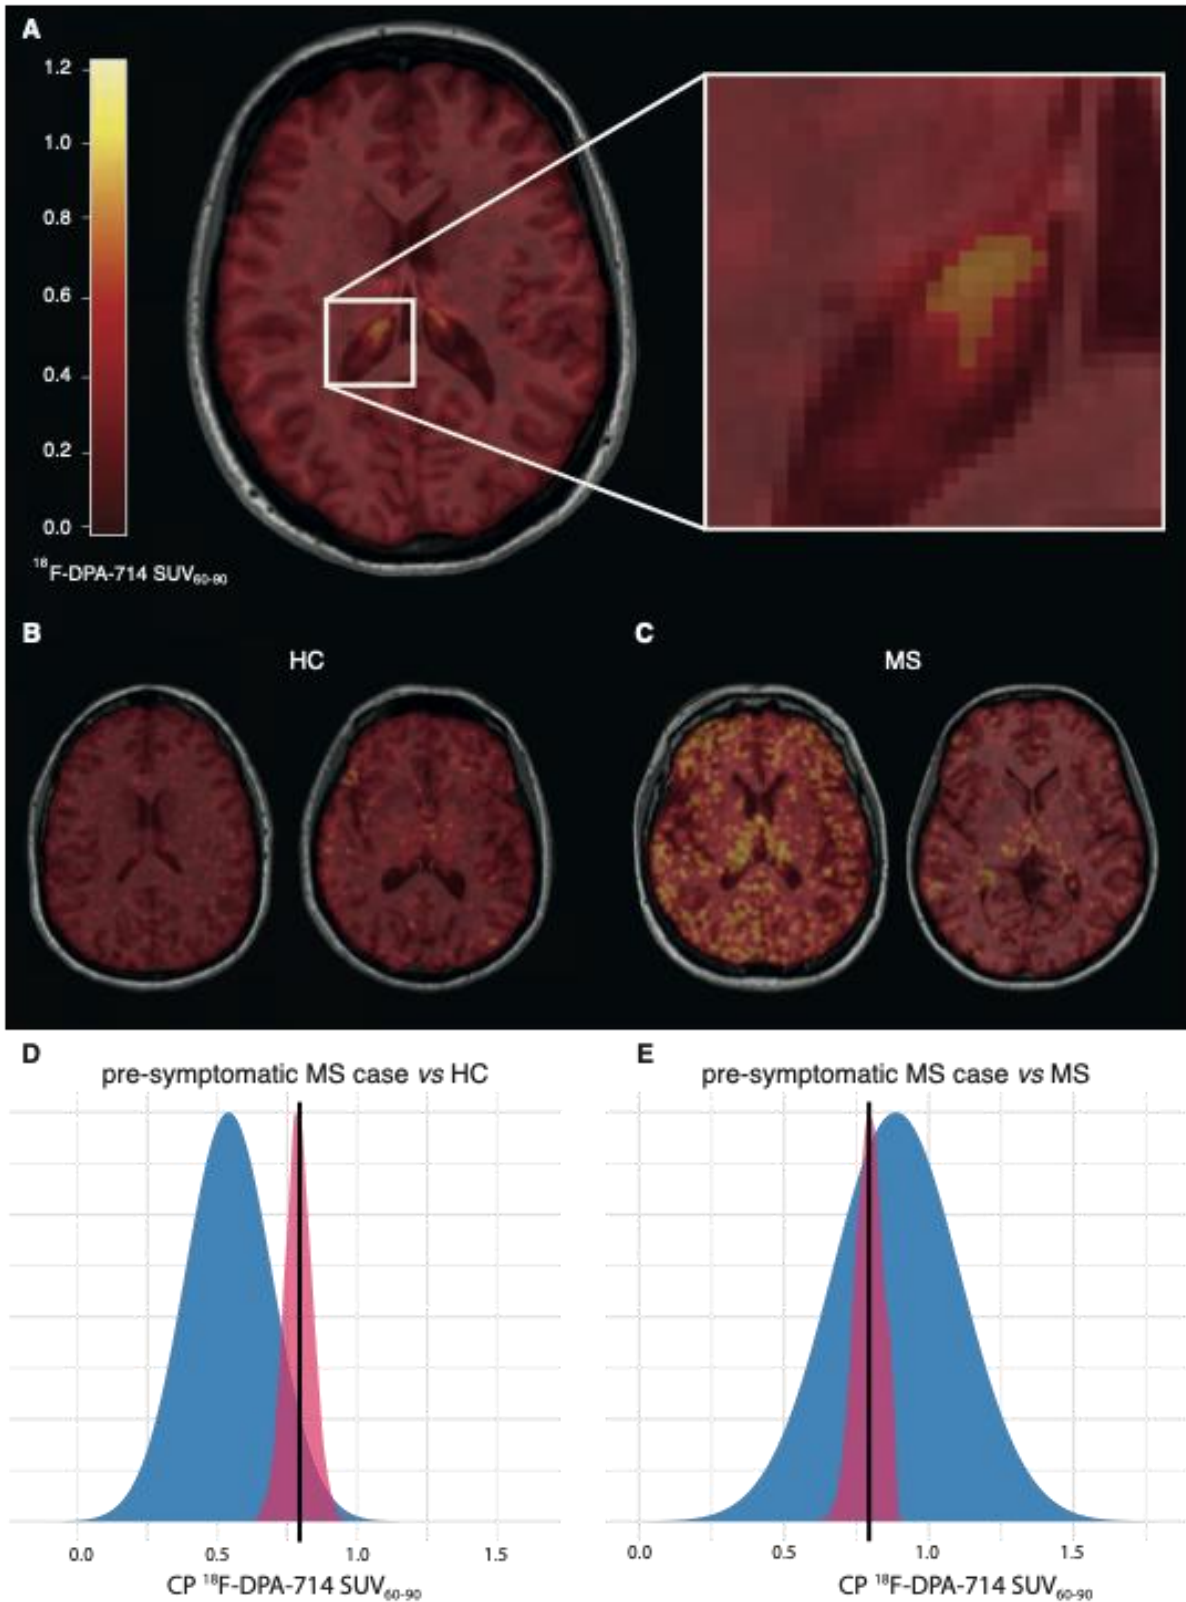 A
1.2
1.0
0.8
0.6
0.4
0.2
0.0
18F-DPA-714 SUV60-90
B
HC
C
MS
D
pre-symptomatic MS case vs HC
0.0 0.5 1.0 1.5
CP 18F-DPA-714 SUV60-90
E
pre-symptomatic MS case vs MS
0.0 0.5 1.0 1.5
CP 18F-DPA-714 SUV60-90